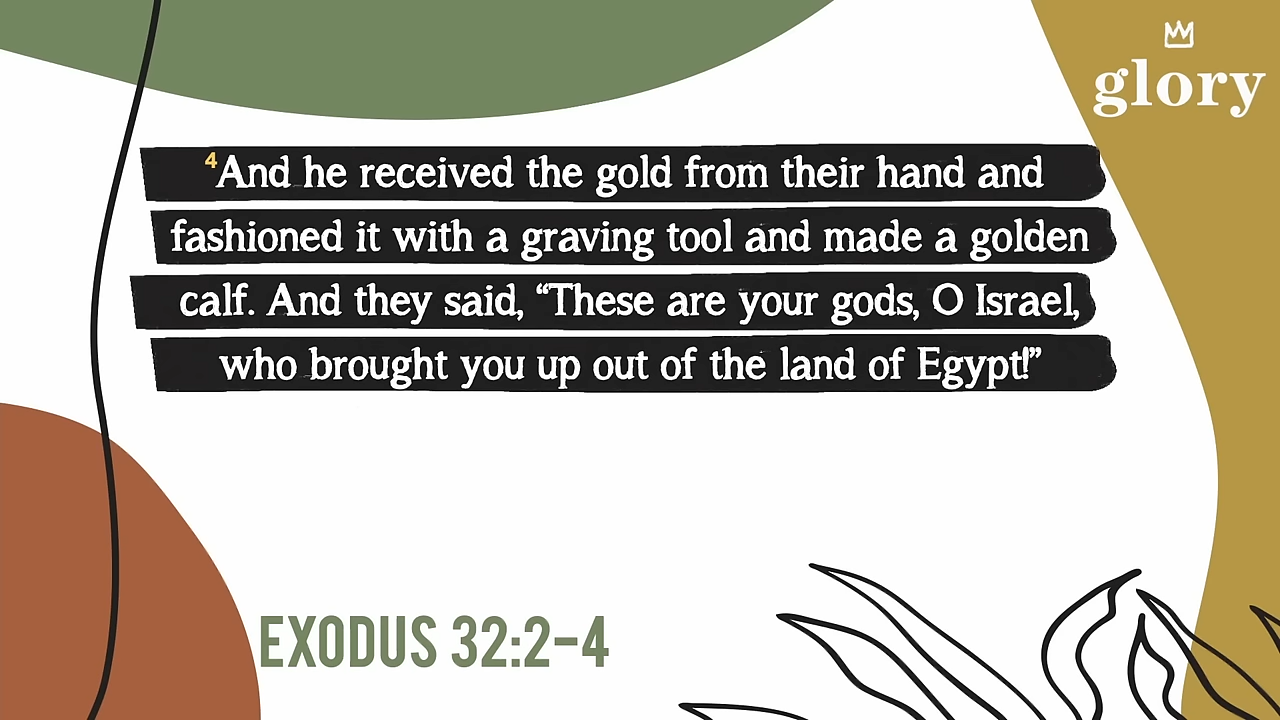 glory
⁴And he received the gold from their hand and
fashioned it with a graving tool and made a golden
calf. And they said, “These are your gods, O Israel,
who brought you up out of the land of Egypt!”
EXODUS 32:2–4